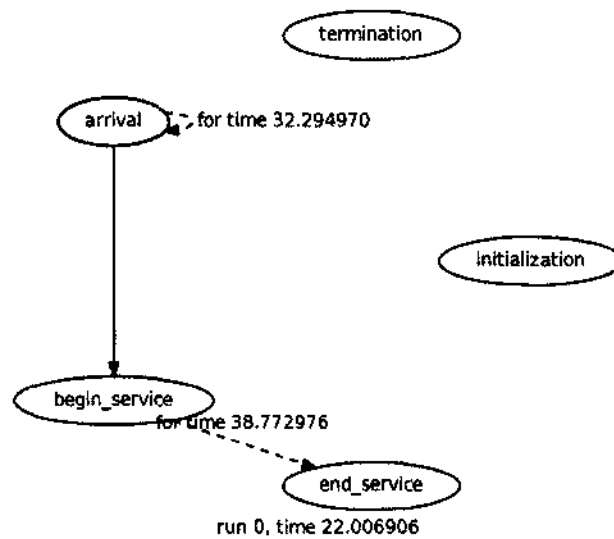 termination
arrival
for time 32.294970
initialization
begin_service
for time 38.772976
end_service
run 0, time 22.006906